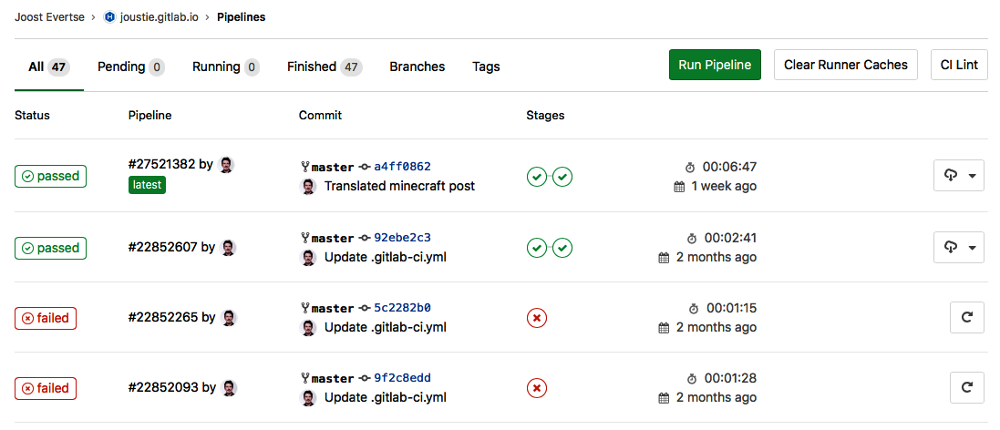 Joost Evertse › joustie.gitlab.io › Pipelines
All 47 Pending 0 Running 0 Finished 47 Branches Tags Run Pipeline Clear Runner Caches CI Lint
Status Pipeline Commit Stages
passed #27521382 by latest master a4ff0862 Translated minecraft post 00:06:47 1 week ago
passed #22852607 by master 92ebe2c3 Update .gitlab-ci.yml 00:02:41 2 months ago
failed #22852265 by master 5c2282b0 Update .gitlab-ci.yml 00:01:15 2 months ago
failed #22852093 by master 9f2c8edd Update .gitlab-ci.yml 00:01:28 2 months ago